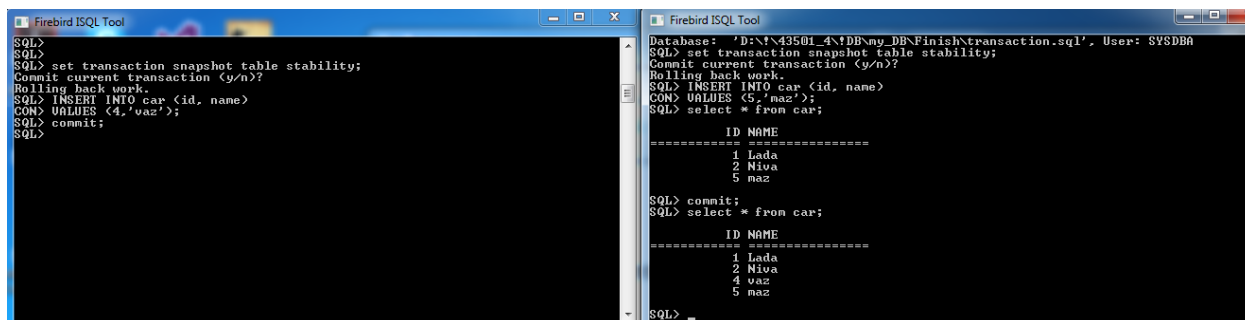 Firebird ISQL Tool
SQL>
SQL>
SQL> set transaction snapshot table stability;
Commit current transaction (y/n)?
Rolling back work.
SQL> INSERT INTO car (id, name)
CON> VALUES (4,'vaz');
SQL> commit;
SQL>
Firebird ISQL Tool
Database:  'D:\!\43501_4\!DB\my_DB\Finish\transaction.sql', User: SYSDBA
SQL> set transaction snapshot table stability;
Commit current transaction (y/n)?
Rolling back work.
SQL> INSERT INTO car (id, name)
CON> VALUES (5,'maz');
SQL> select * from car;
ID NAME
============ ================
1 Lada
2 Niva
5 maz
SQL> commit;
SQL> select * from car;
ID NAME
============ ================
1 Lada
2 Niva
4 vaz
5 maz
SQL> _